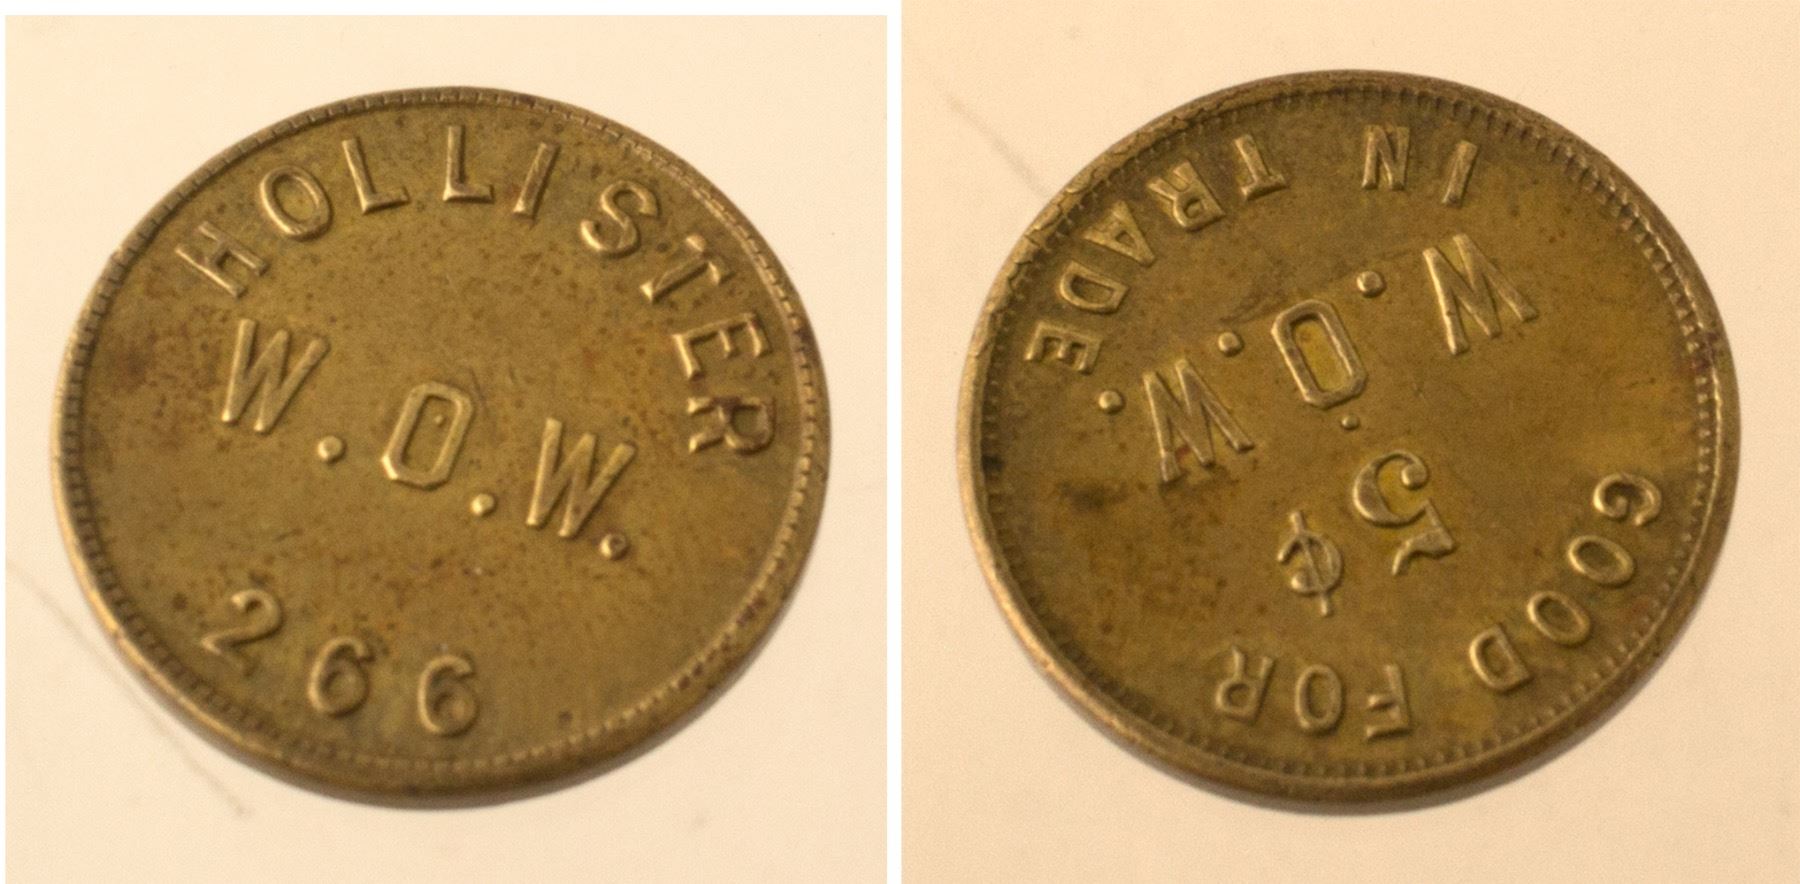 HOLLISTER
W.O.W.
266
GOOD FOR
5¢
W.O.W.
IN TRADE.